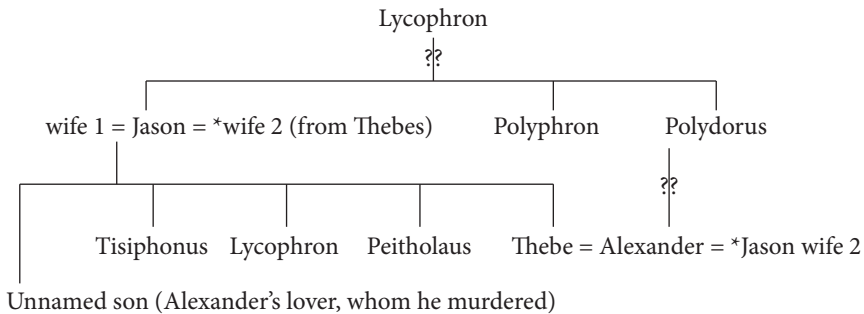 Lycophron
??
wife 1 = Jason = *wife 2 (from Thebes) Polyphron Polydorus
??
Tisiphonus Lycophron Peitholaus Thebe = Alexander = *Jason wife 2
Unnamed son (Alexander's lover, whom he murdered)